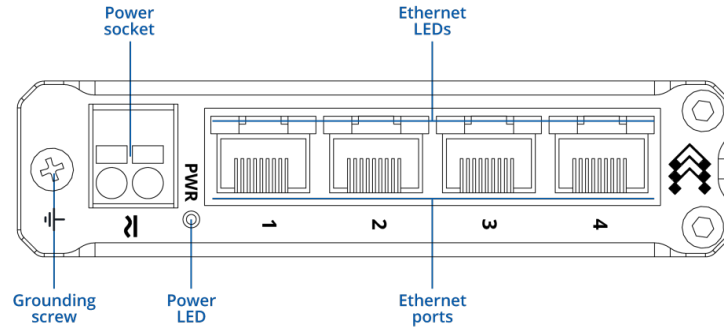 Power
socket
Ethernet
LEDs
PWR
1
2
3
4
Grounding
screw
Power
LED
Ethernet
ports